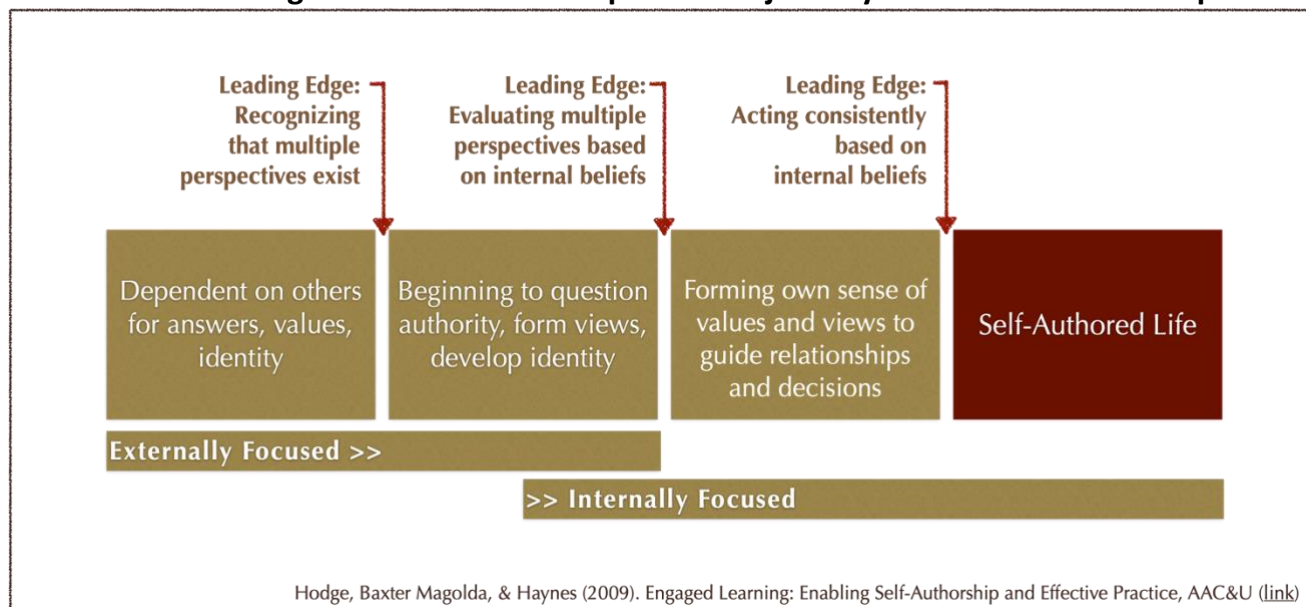 Leading Edge:
Recognizing
that multiple
perspectives exist
Leading Edge:
Evaluating multiple
perspectives based
on internal beliefs
Leading Edge:
Acting consistently
based on
internal beliefs
Dependent on others
for answers, values,
identity
Beginning to question
authority, form views,
develop identity
Forming own sense of
values and views to
guide relationships
and decisions
Self-Authored Life
Externally Focused >>
>> Internally Focused
Hodge, Baxter Magolda, & Haynes (2009). Engaged Learning: Enabling Self-Authorship and Effective Practice, AAC&U (link)